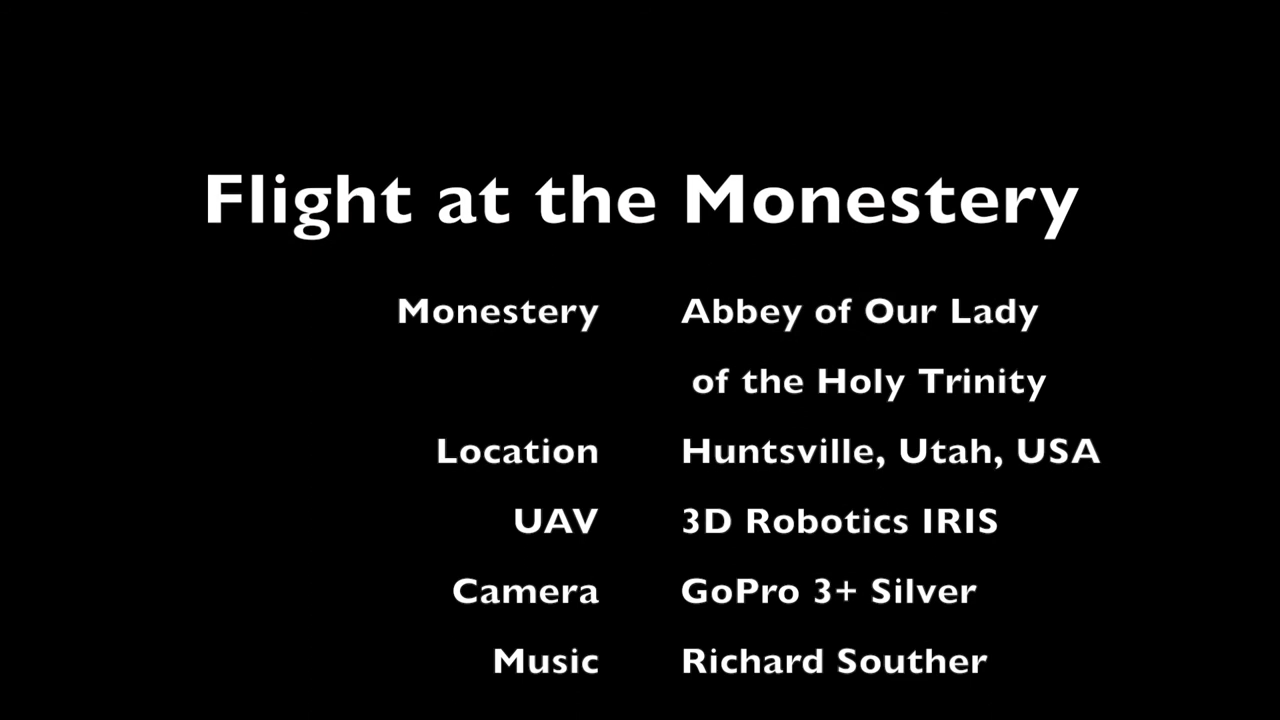 Flight at the Monestery
Monestery Abbey of Our Lady
of the Holy Trinity
Location Huntsville, Utah, USA
UAV 3D Robotics IRIS
Camera GoPro 3+ Silver
Music Richard Souther